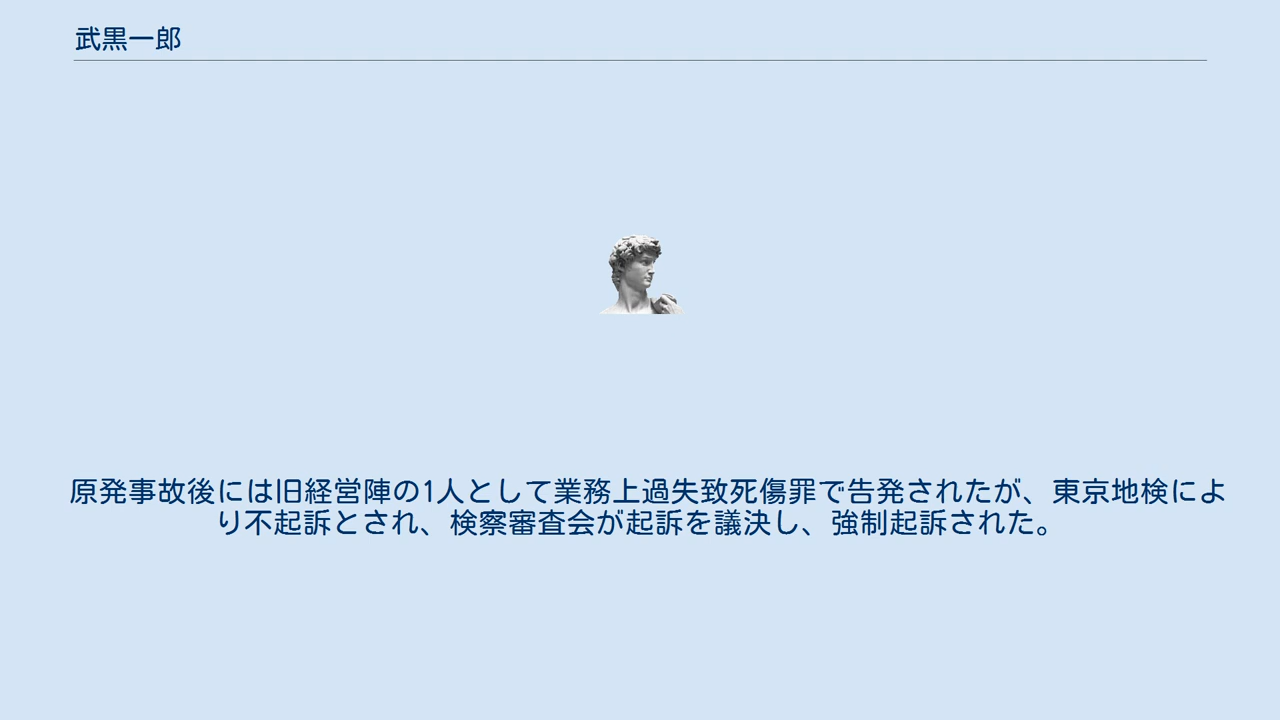 武黒一郎
原発事故後には旧経営陣の1人として業務上過失致死傷罪で告発されたが、東京地検によ
り不起訴とされ、検察審査会が起訴を議決し、強制起訴された。